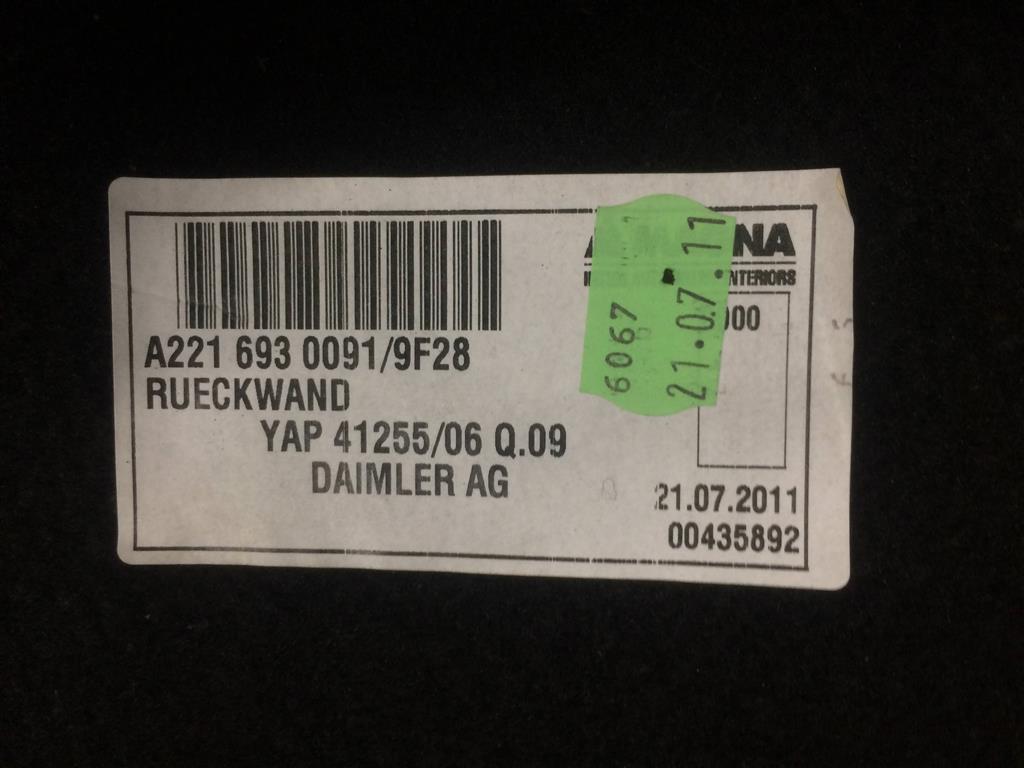 A221 693 0091/9F28
RUECKWAND
YAP 41255/06 Q.09
DAIMLER AG
6067
21.07.11
21.07.2011
00435892